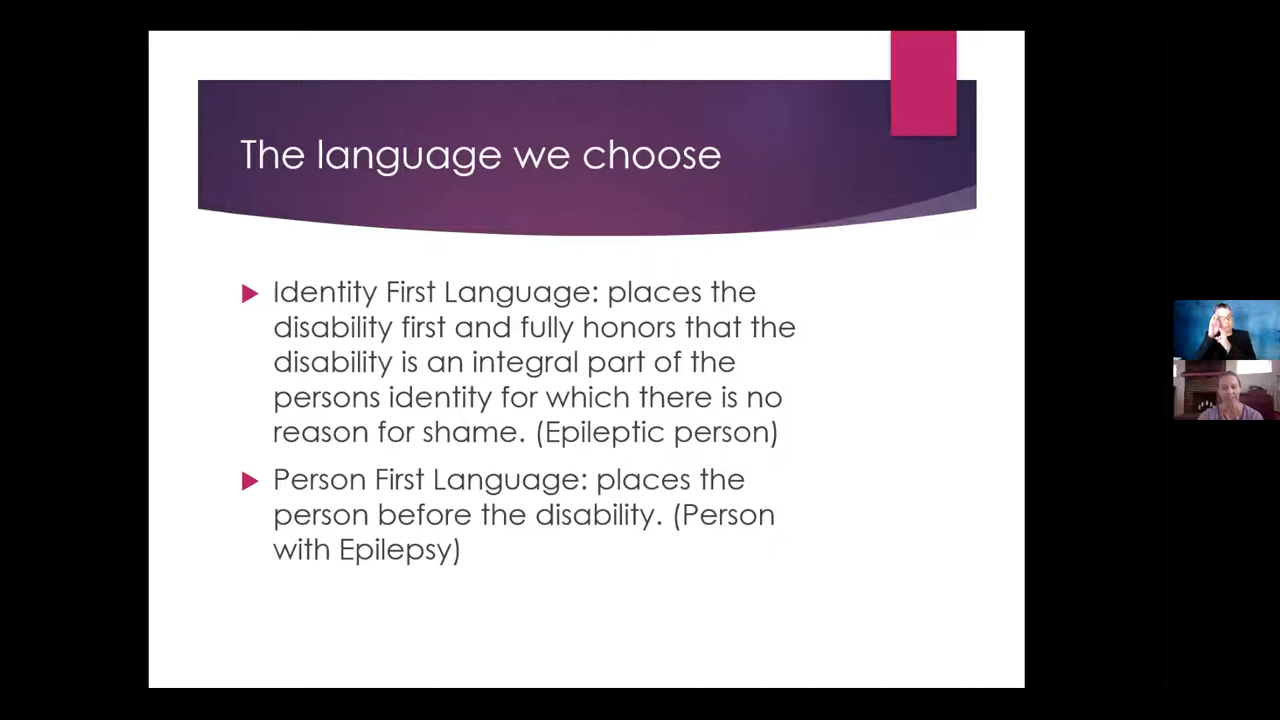 The language we choose
Identity First Language: places the
disability first and fully honors that the
disability is an integral part of the
persons identity for which there is no
reason for shame. (Epileptic person)
Person First Language: places the
person before the disability. (Person
with Epilepsy)